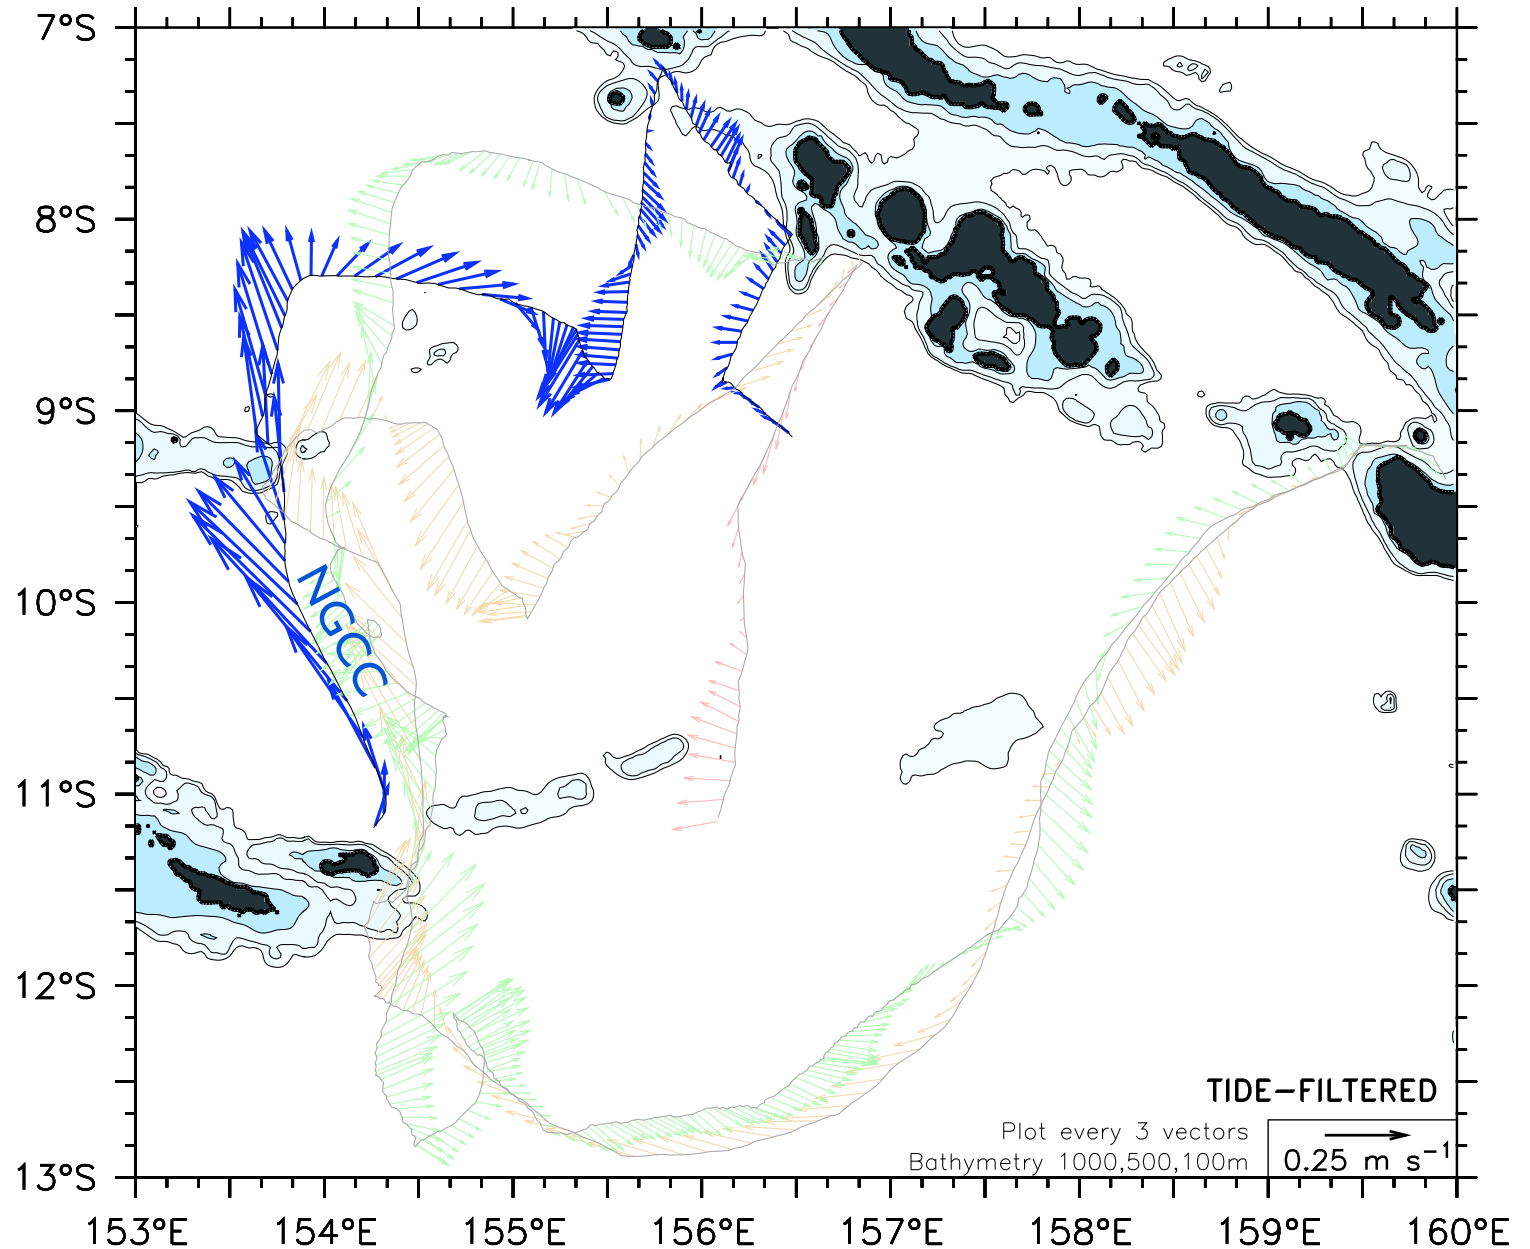 7°S
8°S
9°S
10°S
11°S
12°S
13°S
NGCC
TIDE-FILTERED
Plot every 3 vectors
Bathymetry 1000,500,100m
0.25 m s⁻¹
153°E 154°E 155°E 156°E 157°E 158°E 159°E 160°E